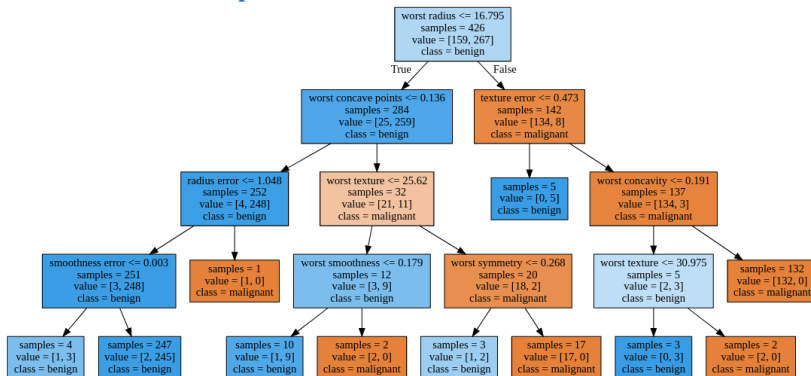 worst radius <= 16.795
samples = 426
value = [159, 267]
class = benign
True
False
worst concave points <= 0.136
samples = 284
value = [25, 259]
class = benign
texture error <= 0.473
samples = 142
value = [134, 8]
class = malignant
radius error <= 1.048
samples = 252
value = [4, 248]
class = benign
worst texture <= 25.62
samples = 32
value = [21, 11]
class = malignant
samples = 5
value = [0, 5]
class = benign
worst concavity <= 0.191
samples = 137
value = [134, 3]
class = malignant
smoothness error <= 0.003
samples = 251
value = [3, 248]
class = benign
samples = 1
value = [1, 0]
class = malignant
worst smoothness <= 0.179
samples = 12
value = [3, 9]
class = benign
worst symmetry <= 0.268
samples = 20
value = [18, 2]
class = malignant
worst texture <= 30.975
samples = 5
value = [2, 3]
class = benign
samples = 132
value = [132, 0]
class = malignant
samples = 4
value = [1, 3]
class = benign
samples = 247
value = [2, 245]
class = benign
samples = 10
value = [1, 9]
class = benign
samples = 2
value = [2, 0]
class = malignant
samples = 3
value = [1, 2]
class = benign
samples = 17
value = [17, 0]
class = malignant
samples = 3
value = [0, 3]
class = benign
samples = 2
value = [2, 0]
class = malignant